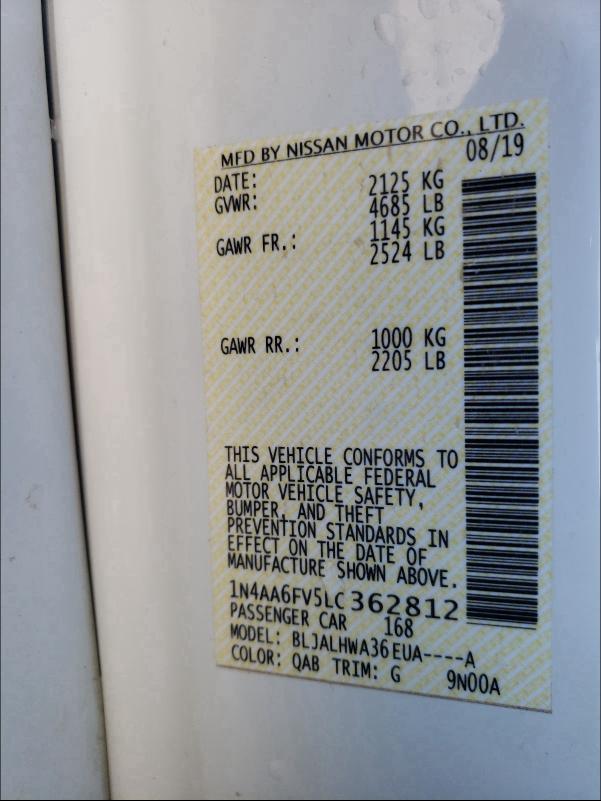 MFD BY NISSAN MOTOR CO., LTD.
DATE: 08/19
GVWR: 2125 KG
4685 LB
GAWR FR.: 1145 KG
2524 LB
GAWR RR.: 1000 KG
2205 LB
THIS VEHICLE CONFORMS TO
ALL APPLICABLE FEDERAL
MOTOR VEHICLE SAFETY,
BUMPER, AND THEFT
PREVENTION STANDARDS IN
EFFECT ON THE DATE OF
MANUFACTURE SHOWN ABOVE.
1N4AA6FV5LC362812
PASSENGER CAR 168
MODEL: BLJALHWA36EUA----A
COLOR: QAB TRIM: G 9N00A